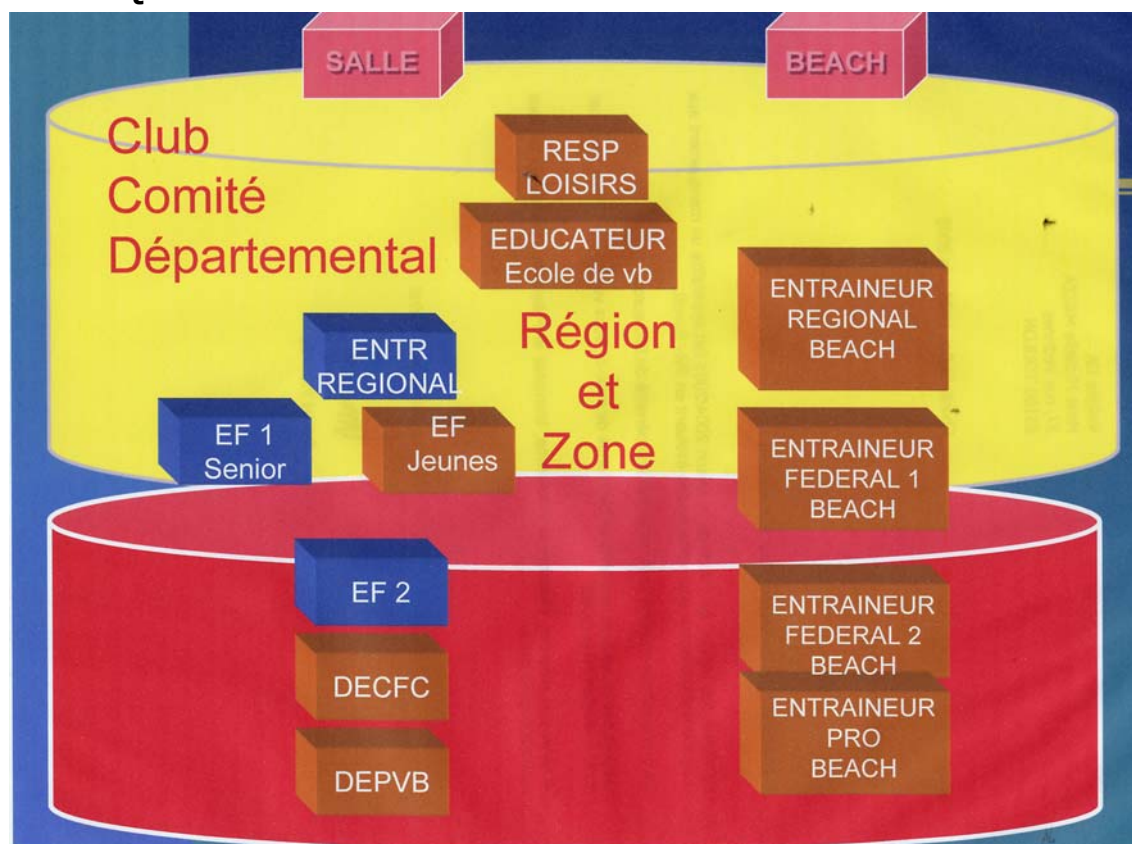 SALLE
BEACH
Club
Comité
Départemental
RESP
LOISIRS
EDUCATEUR
Ecole de vb
Région
et
Zone
ENTR
REGIONAL
EF 1
Senior
EF
Jeunes
ENTRAINEUR
REGIONAL
BEACH
ENTRAINEUR
FEDERAL 1
BEACH
EF 2
DECFC
DEPVB
ENTRAINEUR
FEDERAL 2
BEACH
ENTRAINEUR
PRO
BEACH